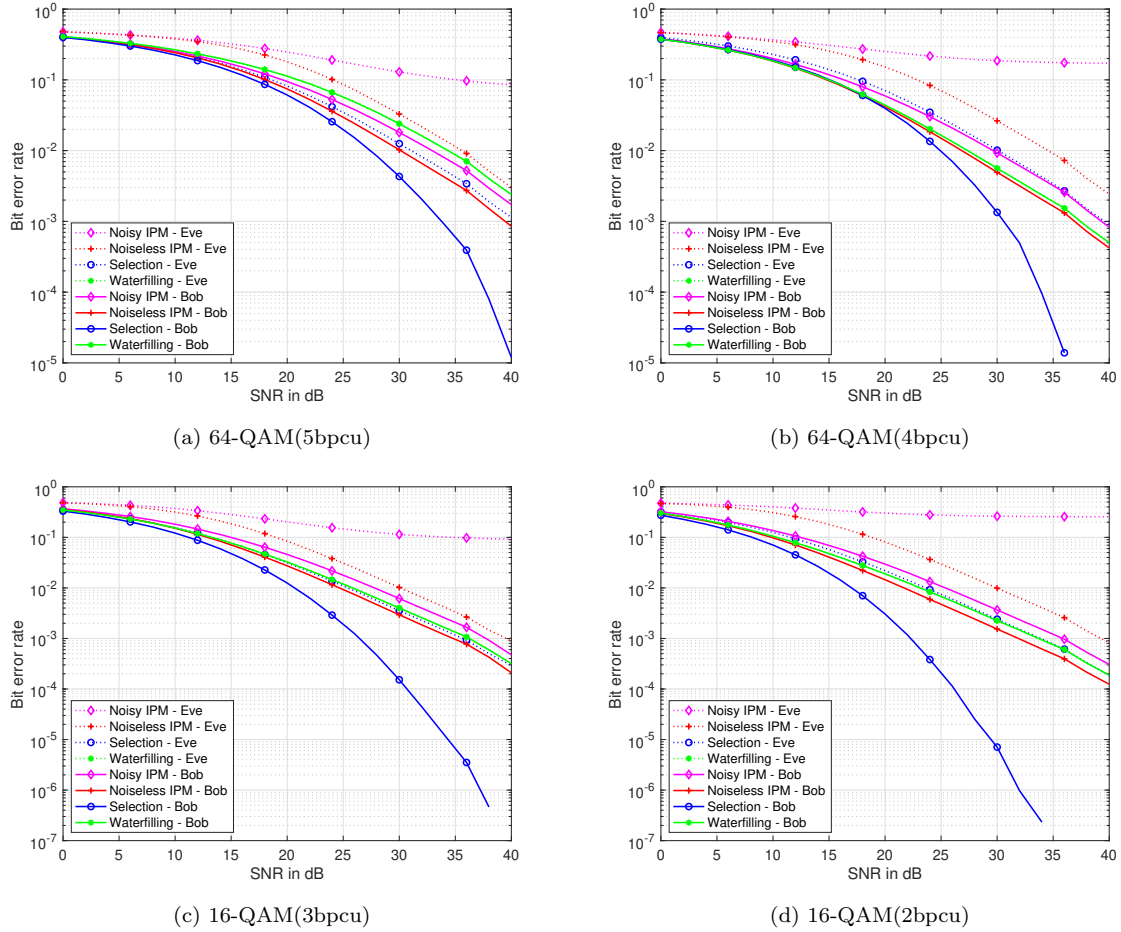 10^0
10^-1
10^-2
10^-3
10^-4
10^-5
Bit error rate
0 5 10 15 20 25 30 35 40
SNR in dB
Noisy IPM - Eve
Noiseless IPM - Eve
Selection - Eve
Waterfilling - Eve
Noisy IPM - Bob
Noiseless IPM - Bob
Selection - Bob
Waterfilling - Bob
(a) 64-QAM(5bpcu)
10^0
10^-1
10^-2
10^-3
10^-4
10^-5
Bit error rate
0 5 10 15 20 25 30 35 40
SNR in dB
Noisy IPM - Eve
Noiseless IPM - Eve
Selection - Eve
Waterfilling - Eve
Noisy IPM - Bob
Noiseless IPM - Bob
Selection - Bob
Waterfilling - Bob
(b) 64-QAM(4bpcu)
10^0
10^-1
10^-2
10^-3
10^-4
10^-5
10^-6
10^-7
Bit error rate
0 5 10 15 20 25 30 35 40
SNR in dB
Noisy IPM - Eve
Noiseless IPM - Eve
Selection - Eve
Waterfilling - Eve
Noisy IPM - Bob
Noiseless IPM - Bob
Selection - Bob
Waterfilling - Bob
(c) 16-QAM(3bpcu)
10^0
10^-1
10^-2
10^-3
10^-4
10^-5
10^-6
10^-7
Bit error rate
0 5 10 15 20 25 30 35 40
SNR in dB
Noisy IPM - Eve
Noiseless IPM - Eve
Selection - Eve
Waterfilling - Eve
Noisy IPM - Bob
Noiseless IPM - Bob
Selection - Bob
Waterfilling - Bob
(d) 16-QAM(2bpcu)